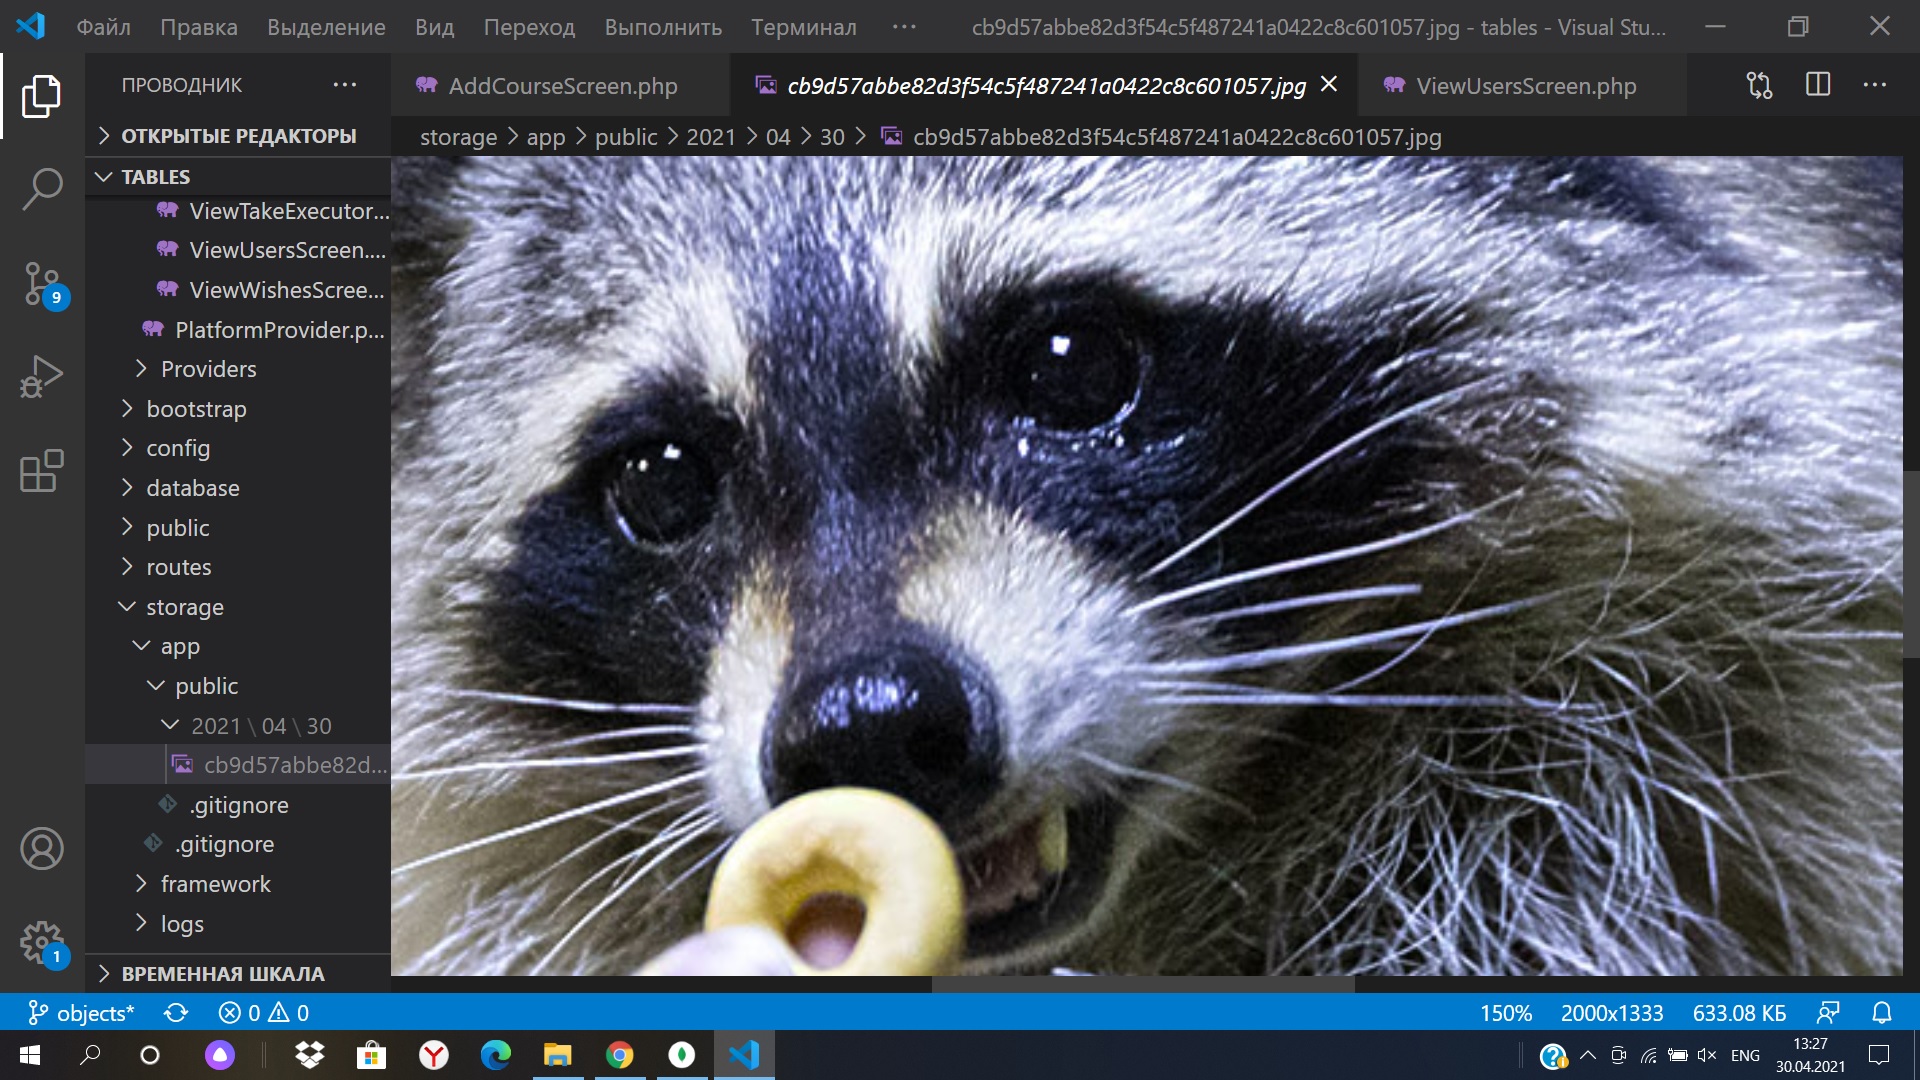 Файл Правка Выделение Вид Переход Выполнить Терминал ··· cb9d57abbe82d3f54c5f487241a0422c8c601057.jpg - tables - Visual Stu...
ПРОВОДНИК ···
AddCourseScreen.php
cb9d57abbe82d3f54c5f487241a0422c8c601057.jpg
ViewUsersScreen.php
ОТКРЫТЫЕ РЕДАКТОРЫ
storage > app > public > 2021 > 04 > 30 > cb9d57abbe82d3f54c5f487241a0422c8c601057.jpg
TABLES
ViewTakeExecutor...
ViewUsersScreen....
ViewWishesScree...
PlatformProvider.p...
Providers
bootstrap
config
database
public
routes
storage
app
public
2021 \ 04 \ 30
cb9d57abbe82d...
.gitignore
.gitignore
framework
logs
ВРЕМЕННАЯ ШКАЛА
9
1
objects* 0 0 150% 2000x1333 633.08 КБ
ENG
13:27
30.04.2021